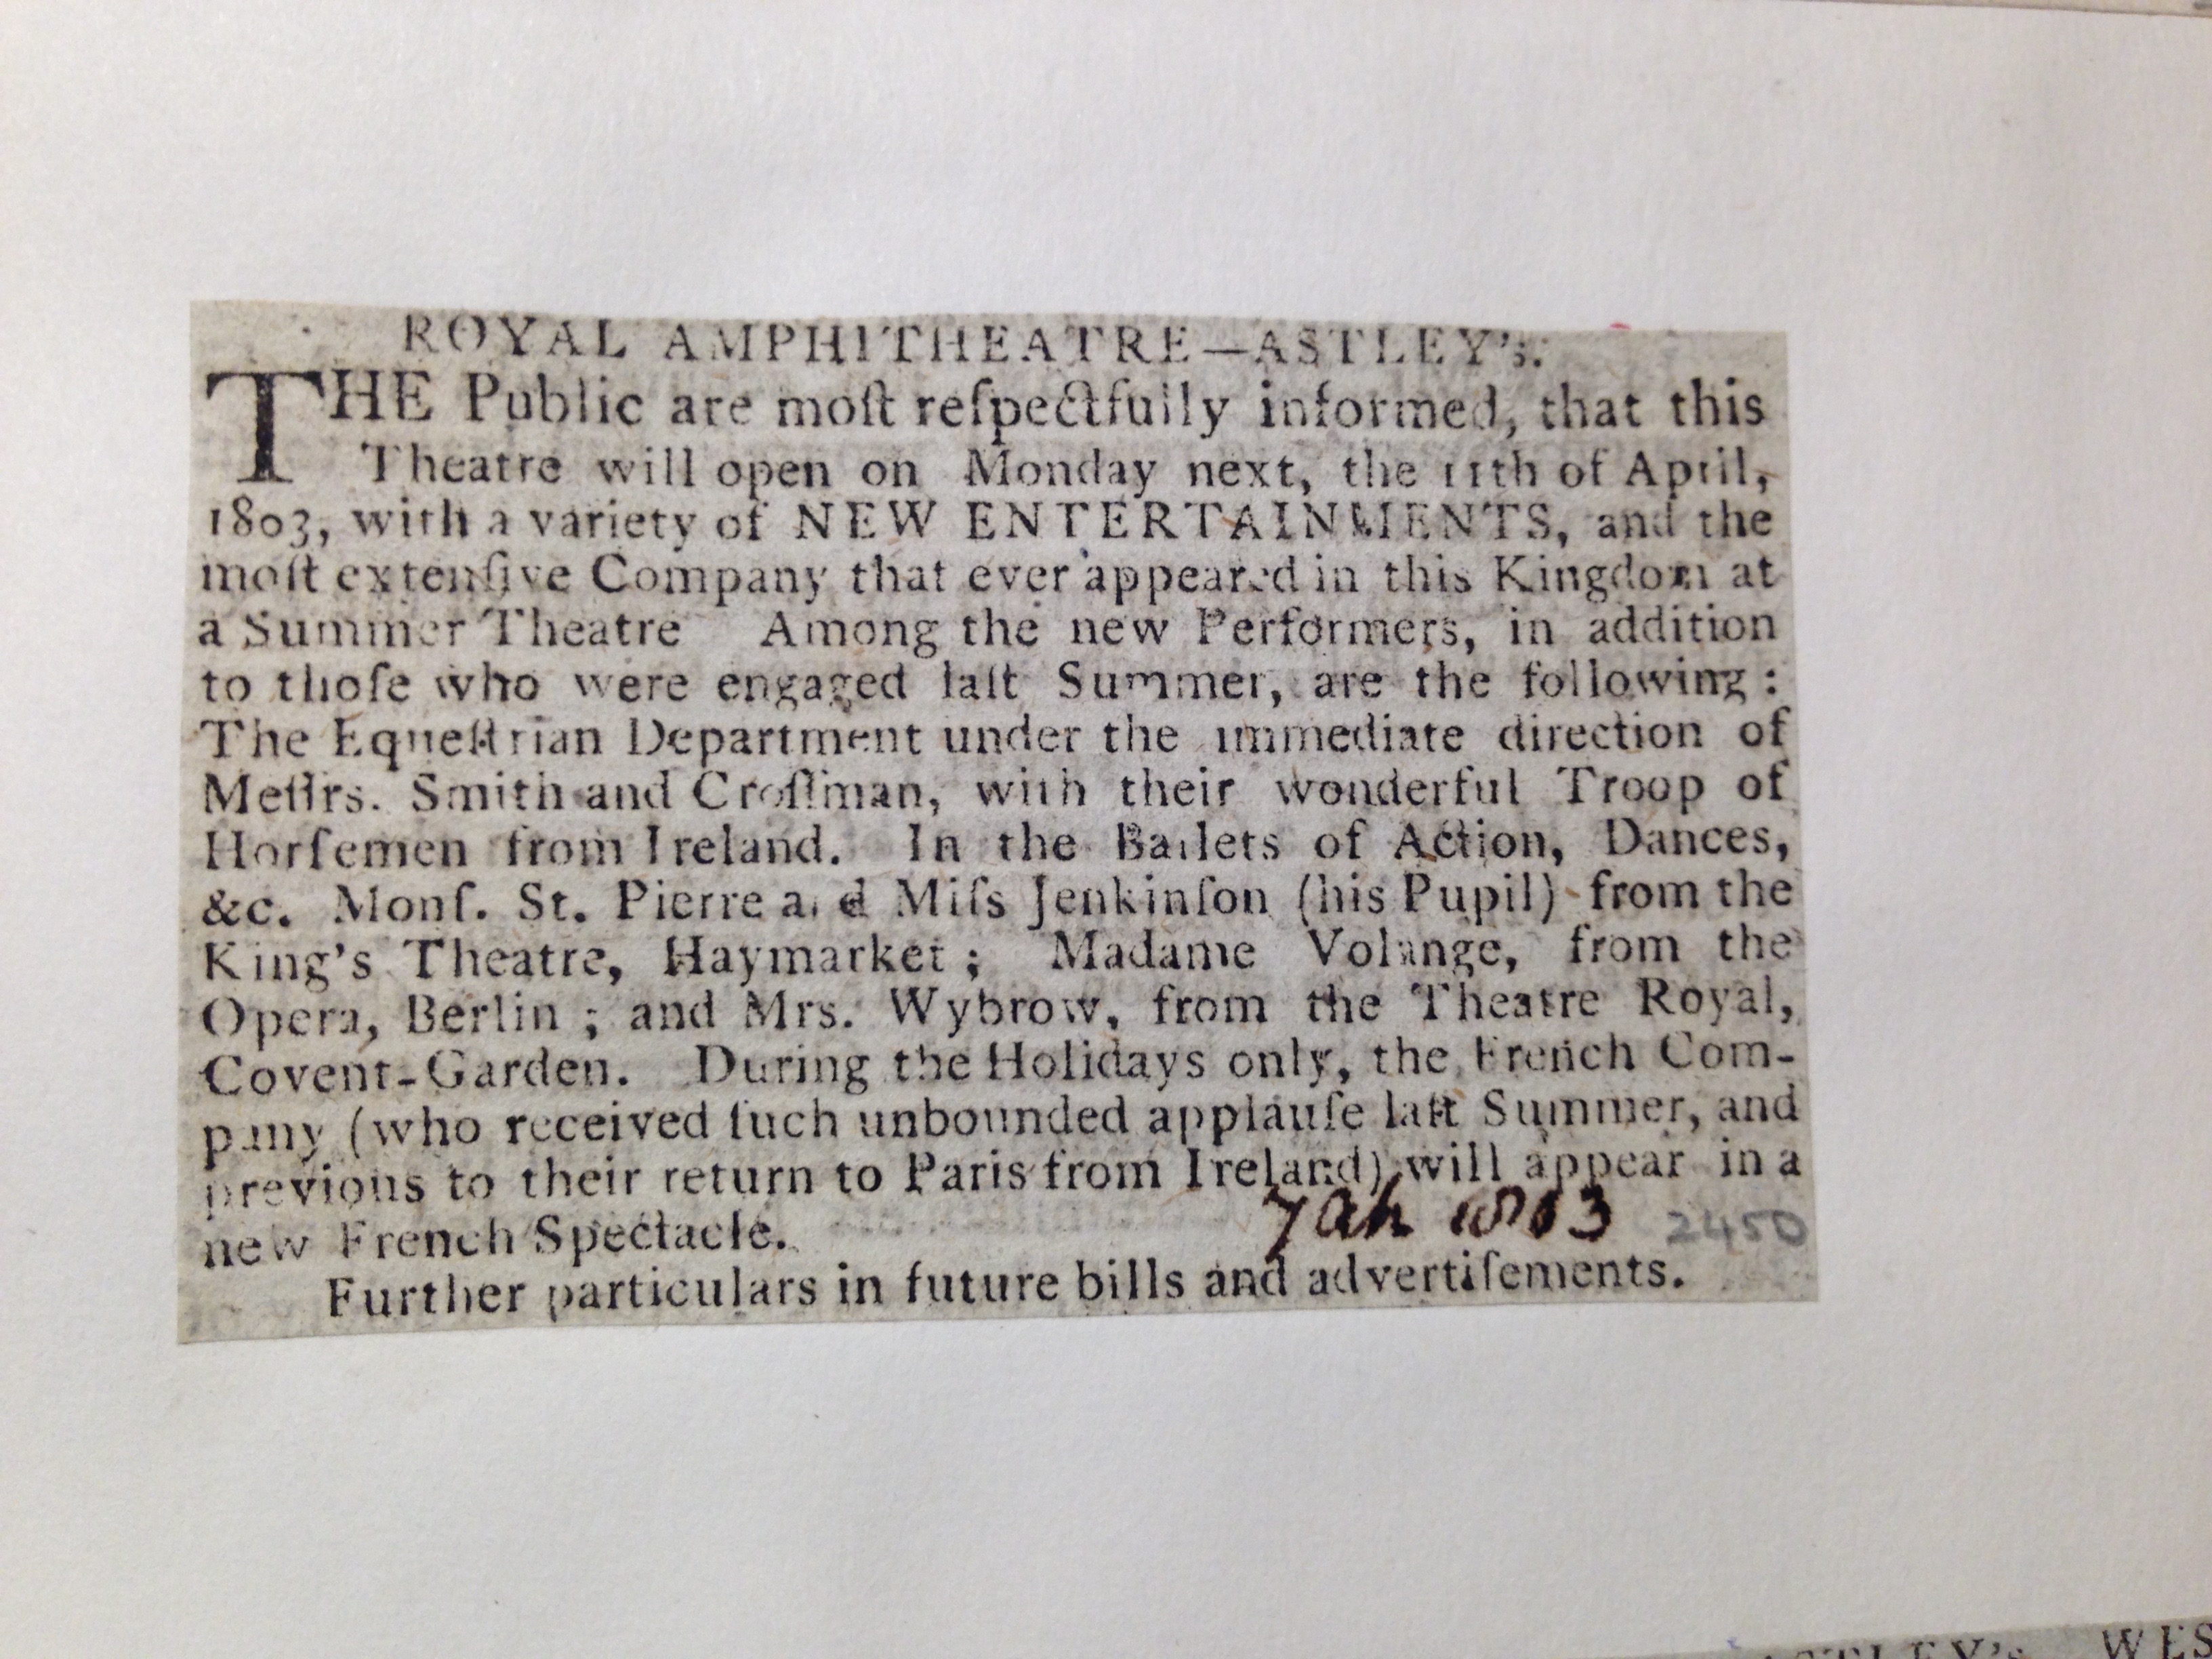 ROYAL AMPHITHEATRE—ASTLEY's.
THE Public are moſt reſpectfully informed, that this
Theatre will open on Monday next, the 11th of April,
1803, with a variety of NEW ENTERTAINMENTS, and the
moſt extenſive Company that ever appeared in this Kingdom at
a Summer Theatre Among the new Performers, in addition
to thoſe who were engaged laſt Summer, are the following :
The Equeſtrian Department under the immediate direction of
Meſſrs. Smith and Croſſman, with their wonderful Troop of
Horſemen from Ireland. In the Ballets of Action, Dances,
&c. Monſ. St. Pierre and Miſs Jenkinſon (his Pupil) from the
King's Theatre, Haymarket ; Madame Volange, from the
Opera, Berlin ; and Mrs. Wybrow, from the Theatre Royal,
Covent-Garden. During the Holidays only, the French Com-
pany (who received ſuch unbounded applauſe laſt Summer, and
previous to their return to Paris from Ireland) will appear in a
new French Spectacle.
1803 2450
Further particulars in future bills and advertiſements.
ASTLEY's WES